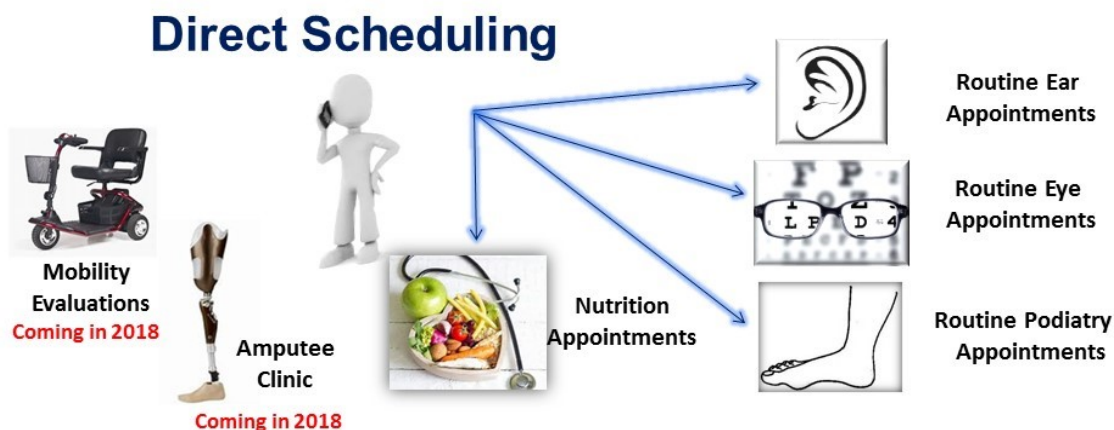 Direct Scheduling
Routine Ear
Appointments
Routine Eye
Appointments
Routine Podiatry
Appointments
Nutrition
Appointments
Mobility
Evaluations
Coming in 2018
Amputee
Clinic
Coming in 2018
F P
L P D 4